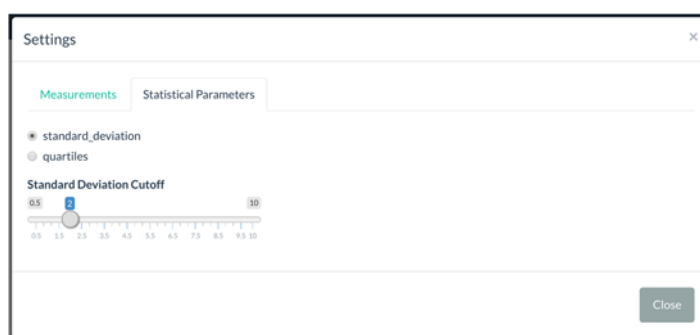 Settings ×
Measurements Statistical Parameters
standard_deviation
quartiles
Standard Deviation Cutoff
0.5 2 10
0.5 1.5 2.5 3.5 4.5 5.5 6.5 7.5 8.5 9.5 10
Close